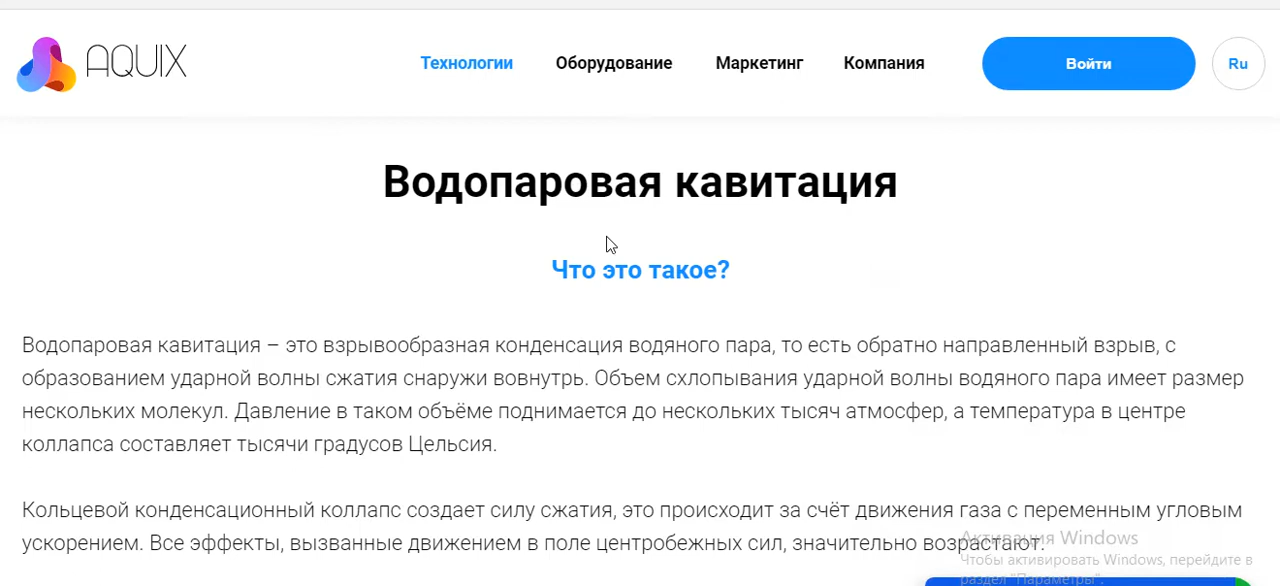 AQUIX
Технологии
Оборудование
Маркетинг
Компания
Войти
Ru
Водопаровая кавитация
Что это такое?
Водопаровая кавитация – это взрывообразная конденсация водяного пара, то есть обратно направленный взрыв, с
образованием ударной волны сжатия снаружи вовнутрь. Объем схлопывания ударной волны водяного пара имеет размер
нескольких молекул. Давление в таком объёме поднимается до нескольких тысяч атмосфер, а температура в центре
коллапса составляет тысячи градусов Цельсия.
Кольцевой конденсационный коллапс создает силу сжатия, это происходит за счёт движения газа с переменным угловым
ускорением. Все эффекты, вызванные движением в поле центробежных сил, значительно возрастают.
Активация Windows
Чтобы активировать Windows, перейдите в
раздел "Параметры".